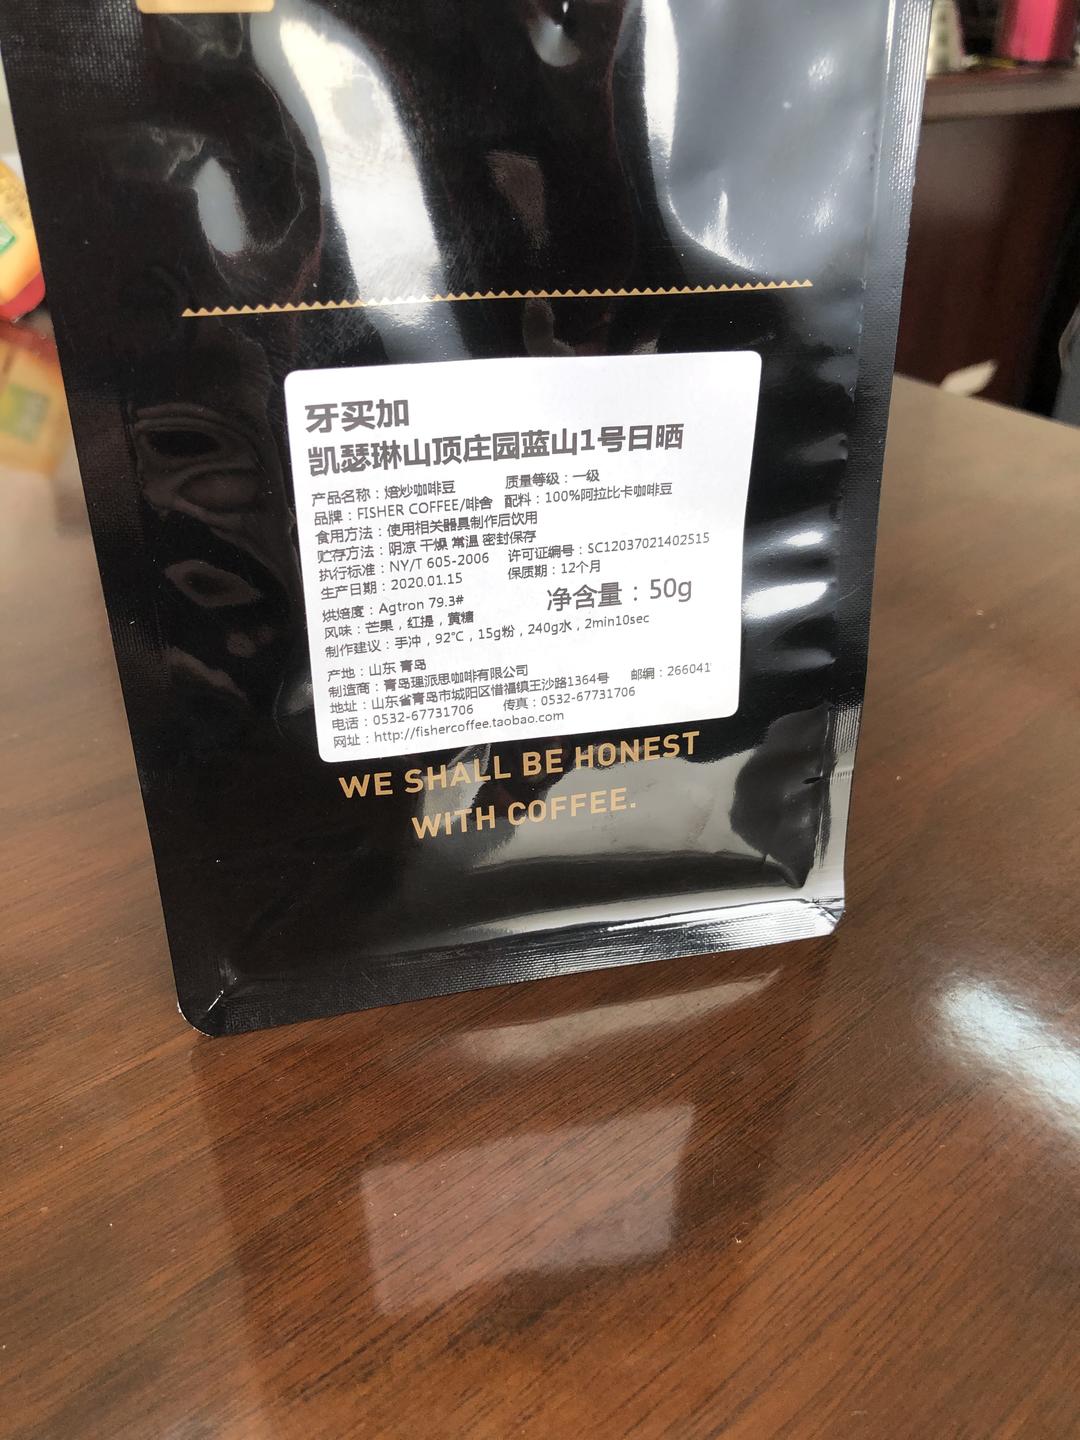 牙买加
凯瑟琳山顶庄园蓝山1号日晒
产品名称：焙炒咖啡豆 质量等级：一级
品牌：FISHER COFFEE/啡舍 配料：100%阿拉比卡咖啡豆
食用方法：使用相关器具制作后饮用
贮存方法：阴凉 干燥 常温 密封保存
执行标准：NY/T 605-2006 许可证编号：SC12037021402515
生产日期：2020.01.15 保质期：12个月
烘焙度：Agtron 79.3# 净含量：50g
风味：芒果，红提，黄糖
制作建议：手冲，92℃，15g粉，240g水，2min10sec
产地：山东 青岛
制造商：青岛理派思咖啡有限公司 邮编：266041
地址：山东省青岛市城阳区惜福镇王沙路1364号
电话：0532-67731706 传真：0532-67731706
网址：http://fishercoffee.taobao.com
WE SHALL BE HONEST
WITH COFFEE.